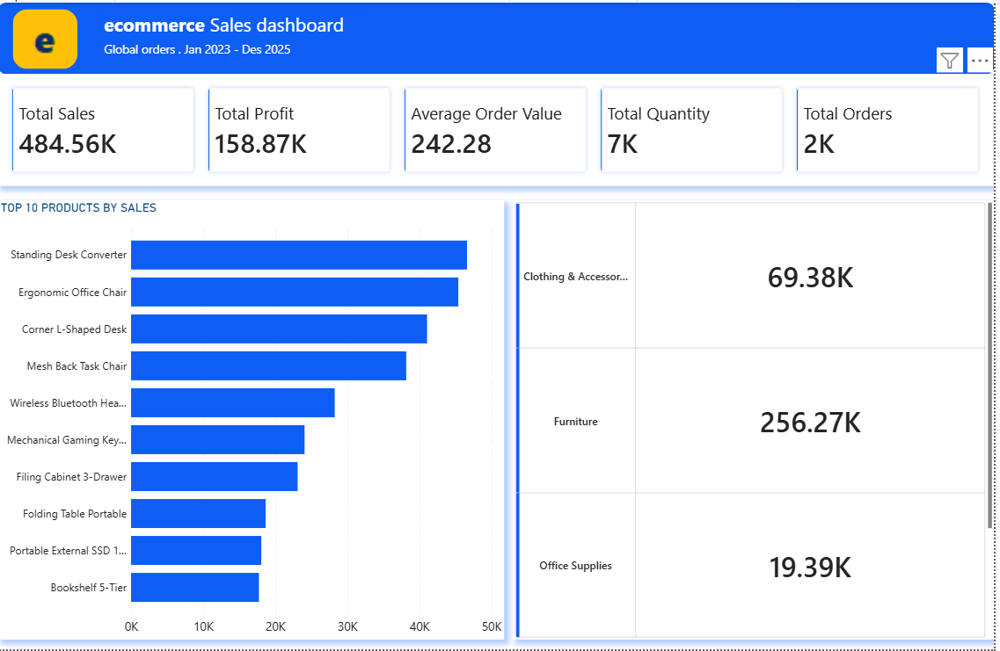 e
ecommerce Sales dashboard
Global orders . Jan 2023 - Des 2025
Total Sales
484.56K
Total Profit
158.87K
Average Order Value
242.28
Total Quantity
7K
Total Orders
2K
TOP 10 PRODUCTS BY SALES
Standing Desk Converter
Ergonomic Office Chair
Corner L-Shaped Desk
Mesh Back Task Chair
Wireless Bluetooth Hea...
Mechanical Gaming Key...
Filing Cabinet 3-Drawer
Folding Table Portable
Portable External SSD 1...
Bookshelf 5-Tier
0K 10K 20K 30K 40K 50K
Clothing & Accessor...
69.38K
Furniture
256.27K
Office Supplies
19.39K